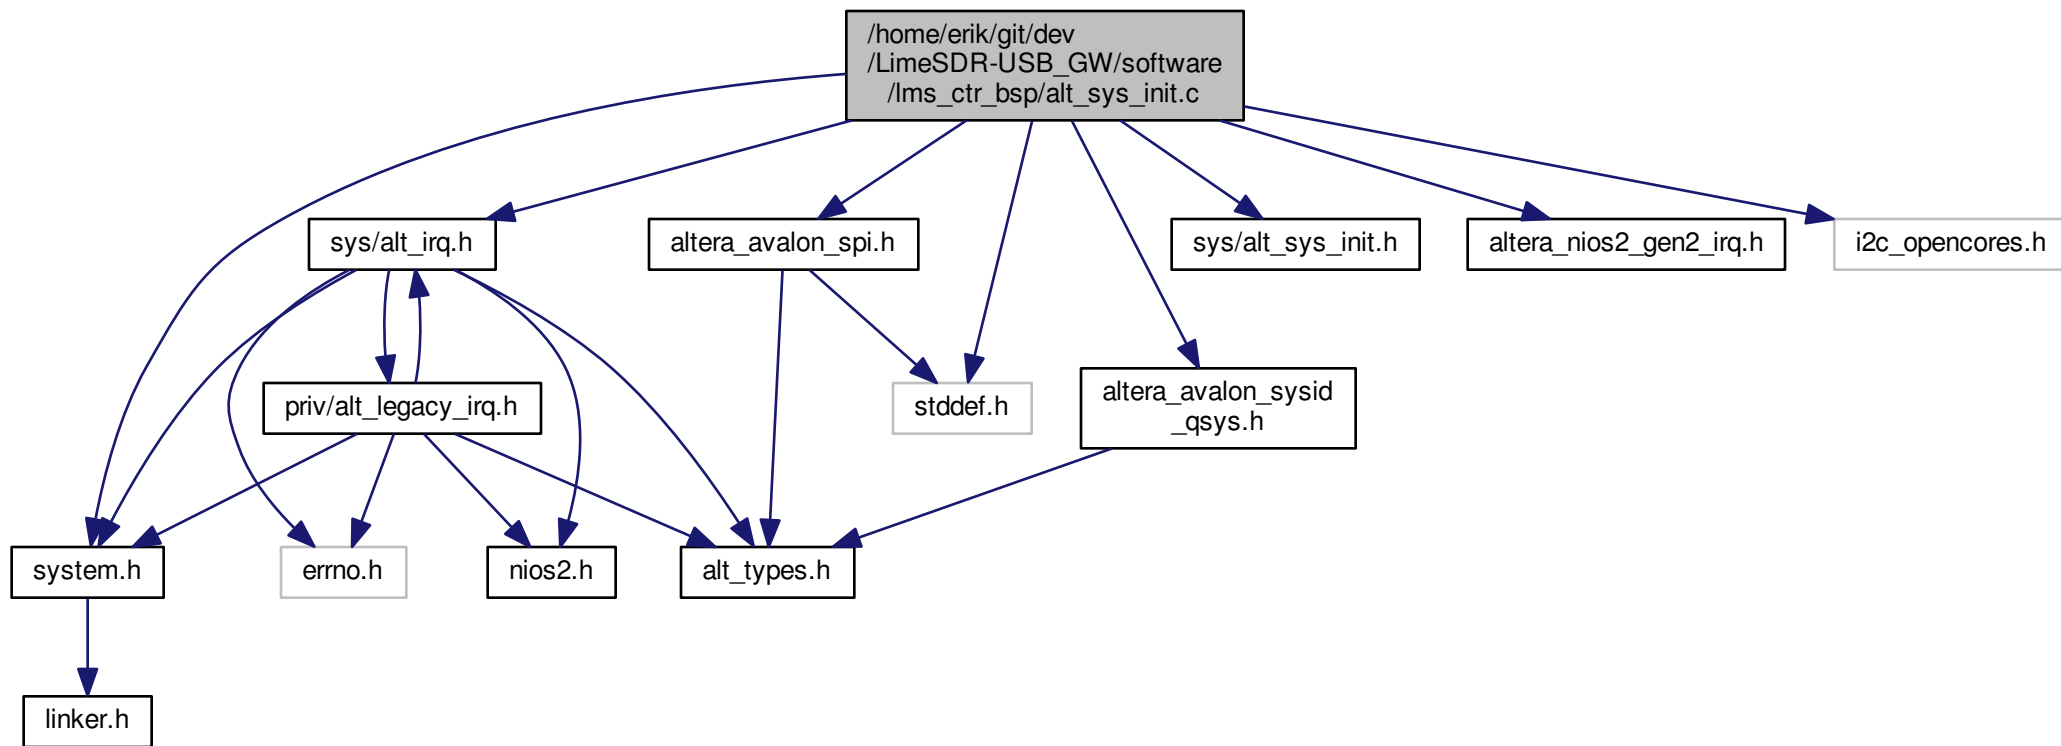 /home/erik/git/dev
/LimeSDR-USB_GW/software
/lms_ctr_bsp/alt_sys_init.c
sys/alt_irq.h
altera_avalon_spi.h
sys/alt_sys_init.h
altera_nios2_gen2_irq.h
i2c_opencores.h
priv/alt_legacy_irq.h
stddef.h
altera_avalon_sysid
_qsys.h
system.h
errno.h
nios2.h
alt_types.h
linker.h